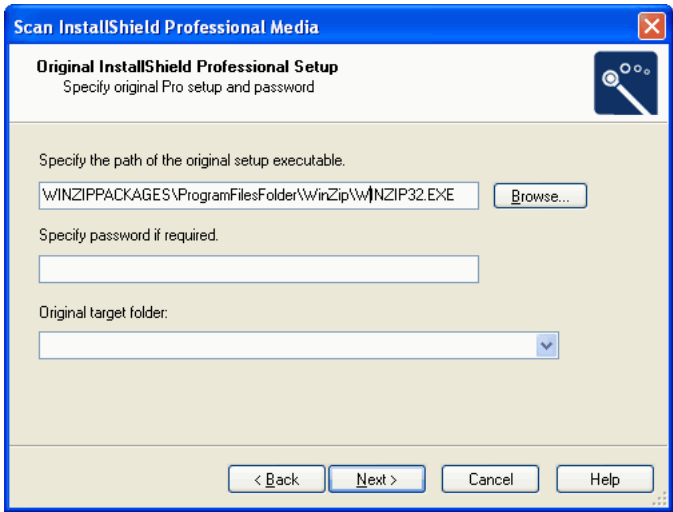 Scan InstallShield Professional Media
Original InstallShield Professional Setup
Specify original Pro setup and password
Specify the path of the original setup executable.
WINZIPPACKAGES\ProgramFilesFolder\WinZip\WINZIP32.EXE
Browse...
Specify password if required.
Original target folder:
< Back Next > Cancel Help